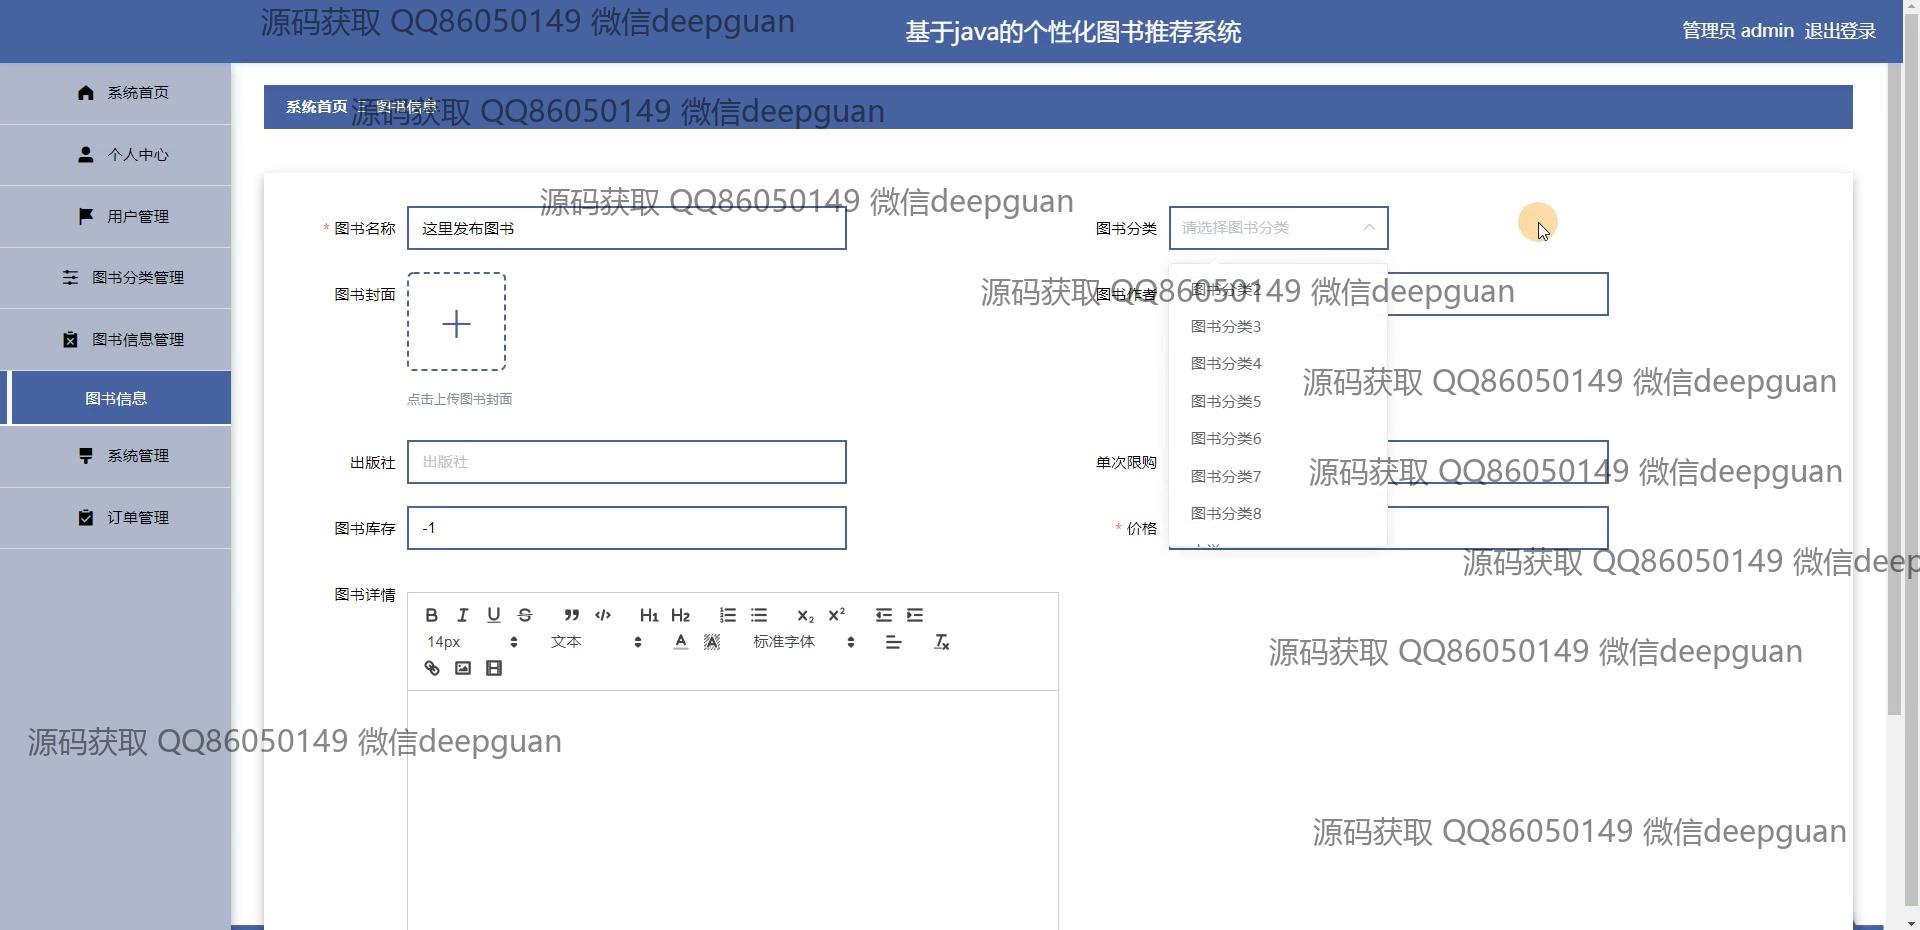 源码获取 QQ86050149 微信deepguan
基于java的个性化图书推荐系统
管理员 admin 退出登录
系统首页
个人中心
用户管理
图书分类管理
图书信息管理
图书信息
系统管理
订单管理
系统首页 图书信息
源码获取 QQ86050149 微信deepguan
源码获取 QQ86050149 微信deepguan
* 图书名称 这里发布图书
图书分类 请选择图书分类
图书封面
点击上传图书封面
图书作者
源码获取 QQ86050149 微信deepguan
图书分类2
图书分类3
图书分类4
图书分类5
图书分类6
图书分类7
图书分类8
源码获取 QQ86050149 微信deepguan
出版社 出版社
单次限购
源码获取 QQ86050149 微信deepguan
图书库存 -1
* 价格
源码获取 QQ86050149 微信deep
图书详情
B I U S H1 H2 X2 X2
14px 文本 A A 标准字体 Tx
源码获取 QQ86050149 微信deepguan
源码获取 QQ86050149 微信deepguan
源码获取 QQ86050149 微信deepguan